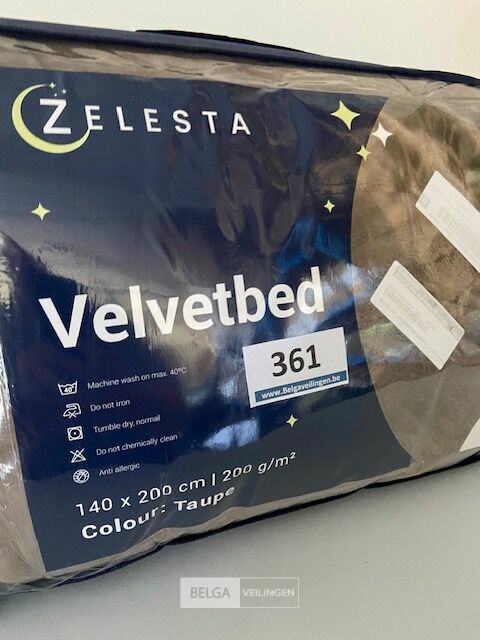 ZELESTA
Velvetbed
361
www.Belgaveilingen.be
40°
Machine wash on max. 40ºC
Do not iron
Tumble dry, normal
Do not chemically clean
Anti allergic
140 x 200 cm | 200 g/m²
Colour: Taupe
BELGA VEILINGEN